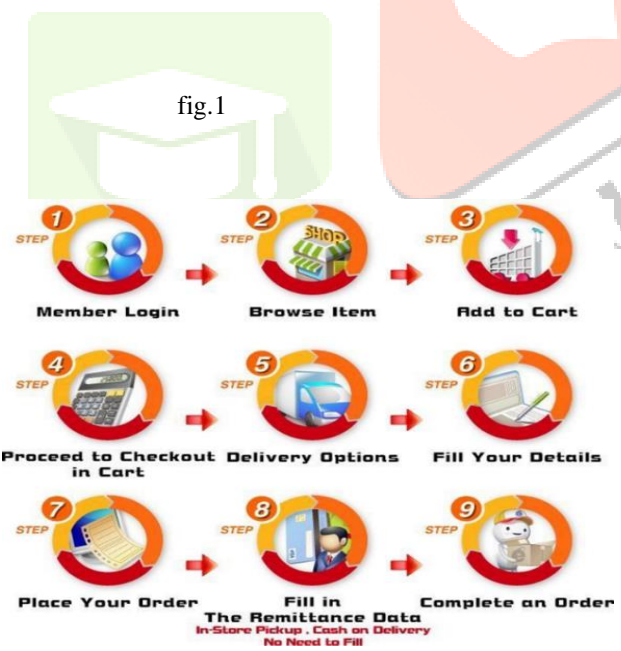 fig.1
1
STEP
Member Login
2
STEP
SHOP
Browse Item
3
STEP
Add to Cart
4
STEP
Proceed to Checkout
in Cart
5
STEP
Delivery Options
6
STEP
Fill Your Details
7
STEP
Place Your Order
8
STEP
Fill in
The Remittance Data
In-Store Pickup , Cash on Delivery
No Need to Fill
9
STEP
Complete an Order